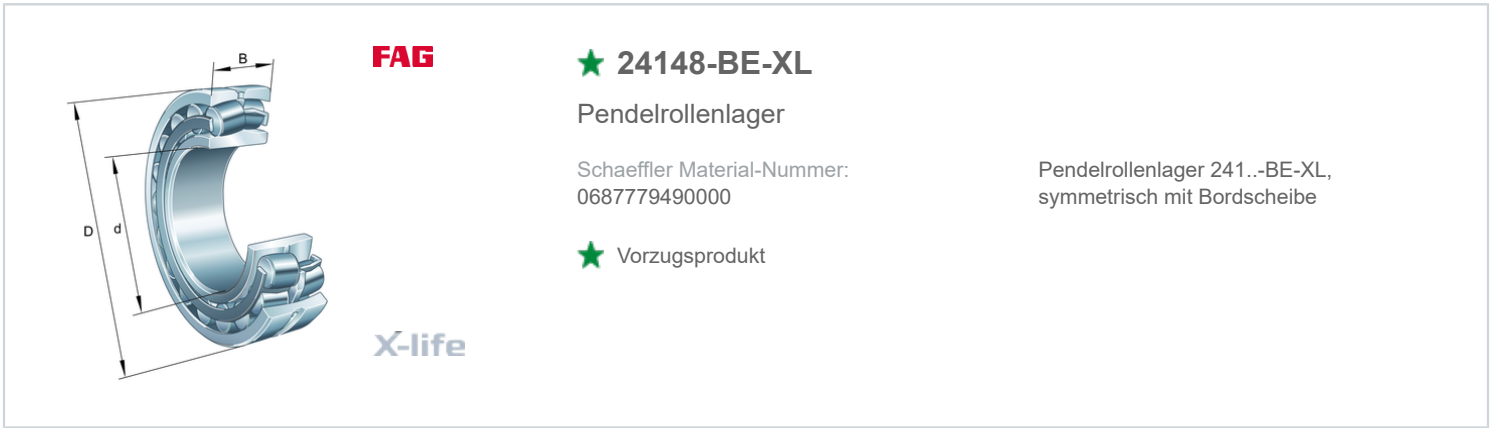 B
D
d
FAG
X-life
24148-BE-XL
Pendelrollenlager
Schaeffler Material-Nummer:
0687779490000
Vorzugsprodukt
Pendelrollenlager 241..-BE-XL,
symmetrisch mit Bordscheibe